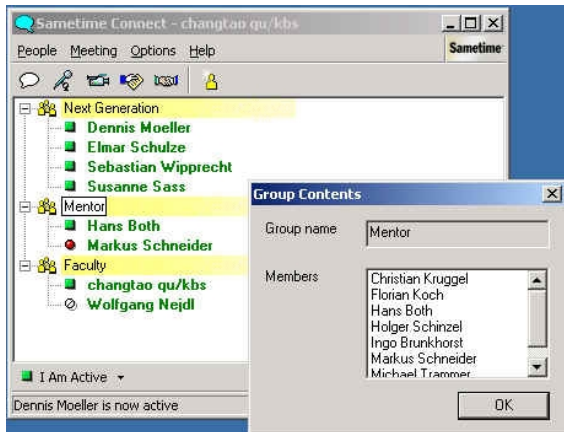 Sametime Connect - changtao qu/kbs
People Meeting Options Help
Sametime
Next Generation
Dennis Moeller
Elmar Schulze
Sebastian Wipprecht
Susanne Sass
Mentor
Hans Both
Markus Schneider
Faculty
changtao qu/kbs
Wolfgang Nejdl
I Am Active
Dennis Moeller is now active
Group Contents
Group name Mentor
Members
Christian Kruggel
Florian Koch
Hans Both
Holger Schinzel
Ingo Brunkhorst
Markus Schneider
Michael Trammer
OK